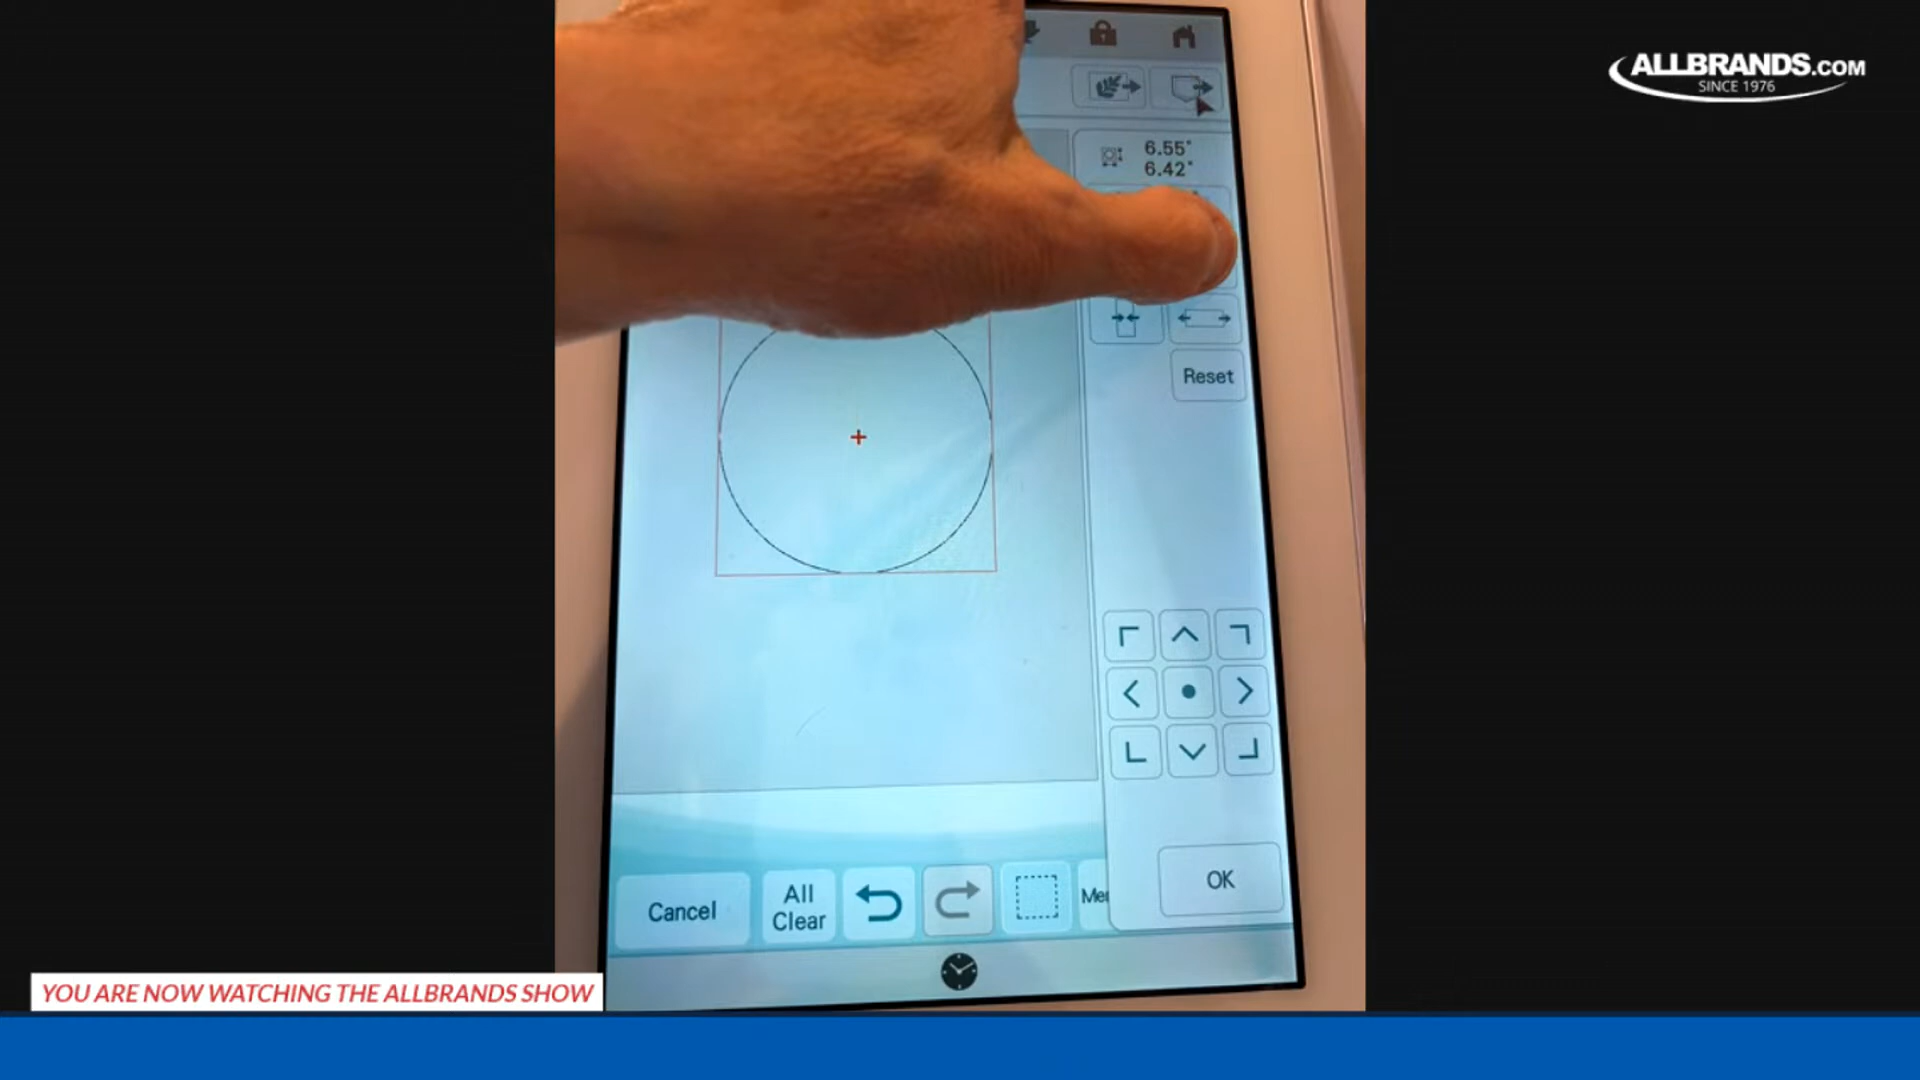 ALLBRANDS.COM
SINCE 1976
6.55"
6.42"
Reset
OK
Cancel
All
Clear
YOU ARE NOW WATCHING THE ALLBRANDS SHOW